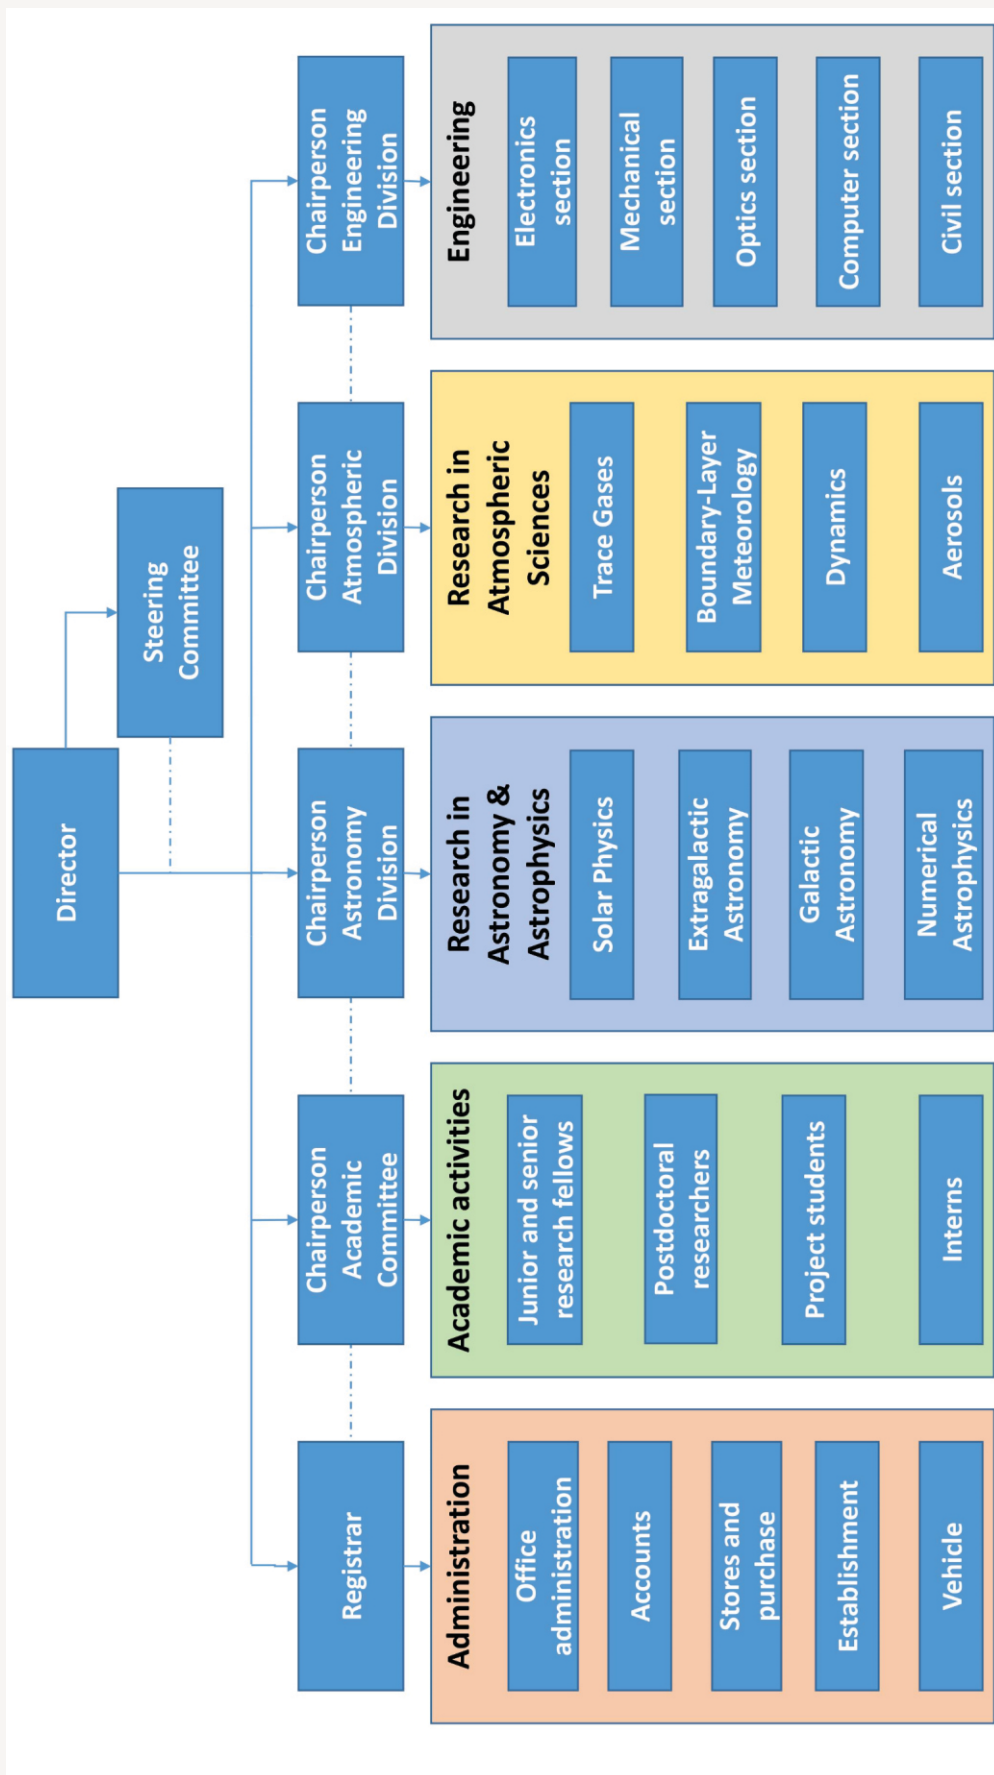 Director
Steering
Committee
Registrar
Chairperson
Academic
Committee
Chairperson
Astronomy
Division
Chairperson
Atmospheric
Division
Chairperson
Engineering
Division
Administration
Office
administration
Accounts
Stores and
purchase
Establishment
Vehicle
Academic activities
Junior and senior
research fellows
Postdoctoral
researchers
Project students
Interns
Research in
Astronomy &
Astrophysics
Solar Physics
Extragalactic
Astronomy
Galactic
Astronomy
Numerical
Astrophysics
Research in
Atmospheric
Sciences
Trace Gases
Boundary-Layer
Meteorology
Dynamics
Aerosols
Engineering
Electronics
section
Mechanical
section
Optics section
Computer section
Civil section